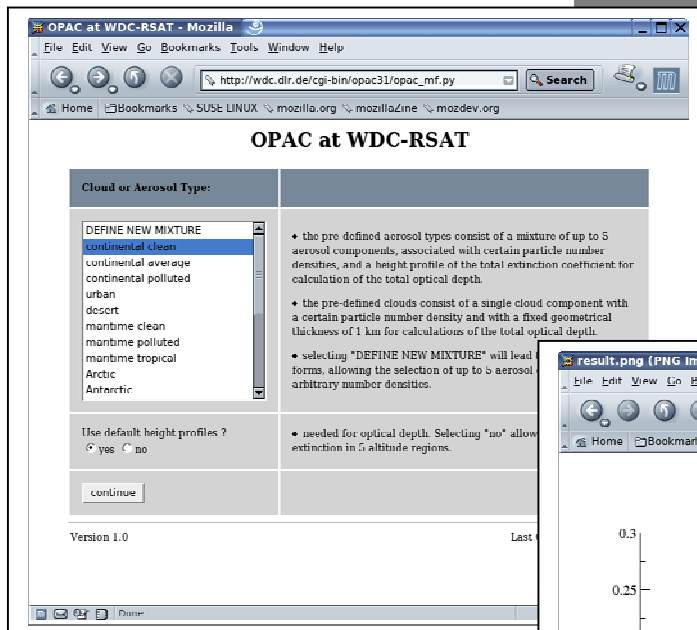 OPAC at WDC-RSAT - Mozilla
File Edit View Go Bookmarks Tools Window Help
http://wdc.dlr.de/cgi-bin/opac31/opac_mf.py
Search
Home Bookmarks SUSE LINUX mozilla.org mozillaZine mozdev.org
OPAC at WDC-RSAT
Cloud or Aerosol Type:
DEFINE NEW MIXTURE
continental clean
continental average
continental polluted
urban
desert
maritime clean
maritime polluted
maritime tropical
Arctic
Antarctic
• the pre-defined aerosol types consist of a mixture of up to 5
aerosol components, associated with certain particle number
densities, and a height profile of the total extinction coefficient for
calculation of the total optical depth.
• the pre-defined clouds consist of a single cloud component with
a certain particle number density and with a fixed geometrical
thickness of 1 km for calculations of the total optical depth.
• selecting "DEFINE NEW MIXTURE" will lead
forms, allowing the selection of up to 5 aerosol
arbitrary number densities.
Use default height profiles ?
yes no
• needed for optical depth. Selecting "no" allow
extinction in 5 altitude regions.
continue
Version 1.0
Last
Done
result.png (PNG Im
File Edit View Go B
Home Bookmar
0.3
0.25